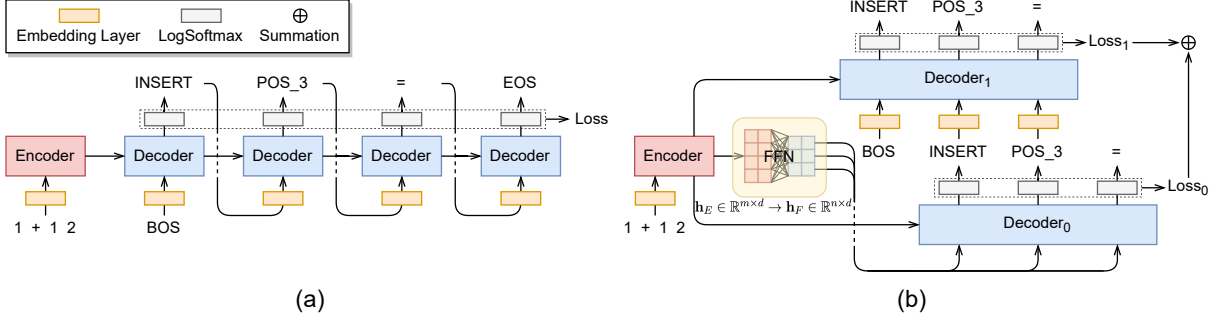 Embedding Layer LogSoftmax Summation
INSERT POS_3 = EOS
Loss
Encoder Decoder Decoder Decoder Decoder
1 + 1 2 BOS
(a)
INSERT POS_3 =
Loss₁ ⊕
Decoder₁
BOS
Encoder FFN
INSERT POS_3 =
Loss₀
h_E ∈ ℝ^{m×d} → h_F ∈ ℝ^{n×d}
Decoder₀
1 + 1 2
(b)